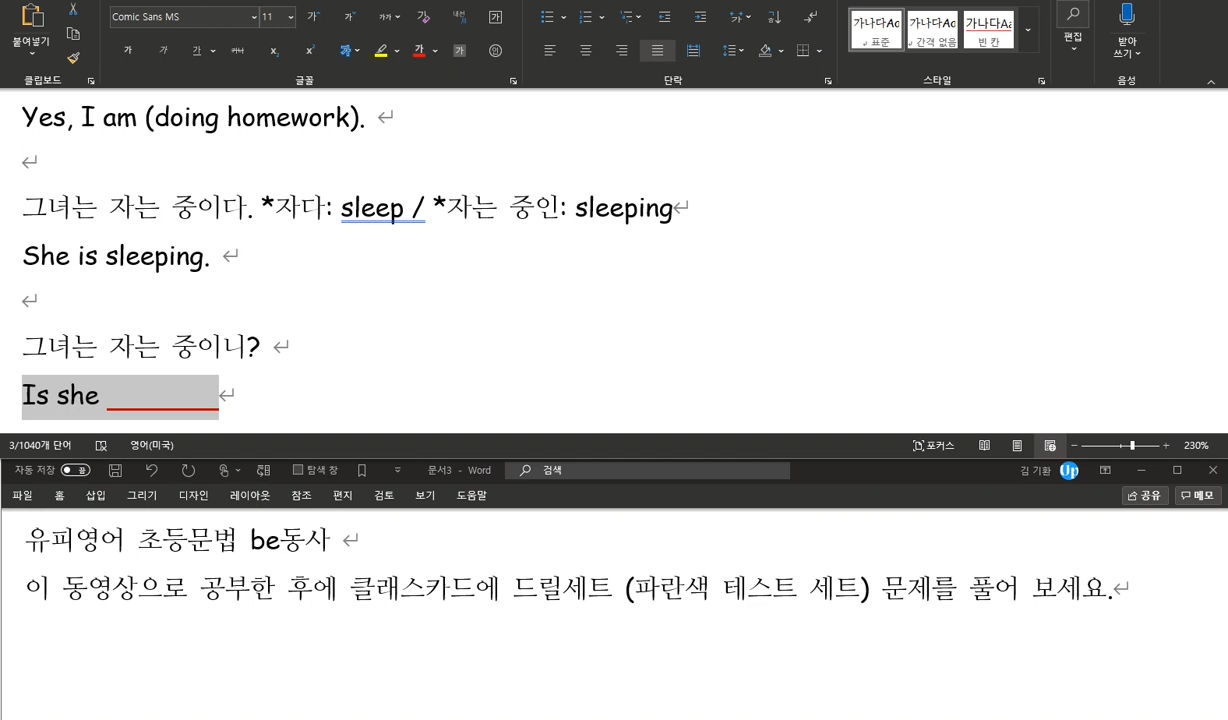 붙여넣기
클립보드
Comic Sans MS
11
가가
내천
글꼴
단락
가나다Aa
표준
가나다Aa
간격 없음
가나다Aa
빈 칸
스타일
편집
받아
쓰기
음성
Yes, I am (doing homework).
그녀는 자는 중이다. *자다: sleep / *자는 중인: sleeping
She is sleeping.
그녀는 자는 중이니?
Is she ________
3/1040개 단어 영어(미국) 포커스 230%
자동 저장 끔 탐색 창 문서3 - Word 검색 김 기환 Up
파일 홈 삽입 그리기 디자인 레이아웃 참조 편지 검토 보기 도움말 공유 메모
유피영어 초등문법 be동사
이 동영상으로 공부한 후에 클래스카드에 드릴세트 (파란색 테스트 세트) 문제를 풀어 보세요.